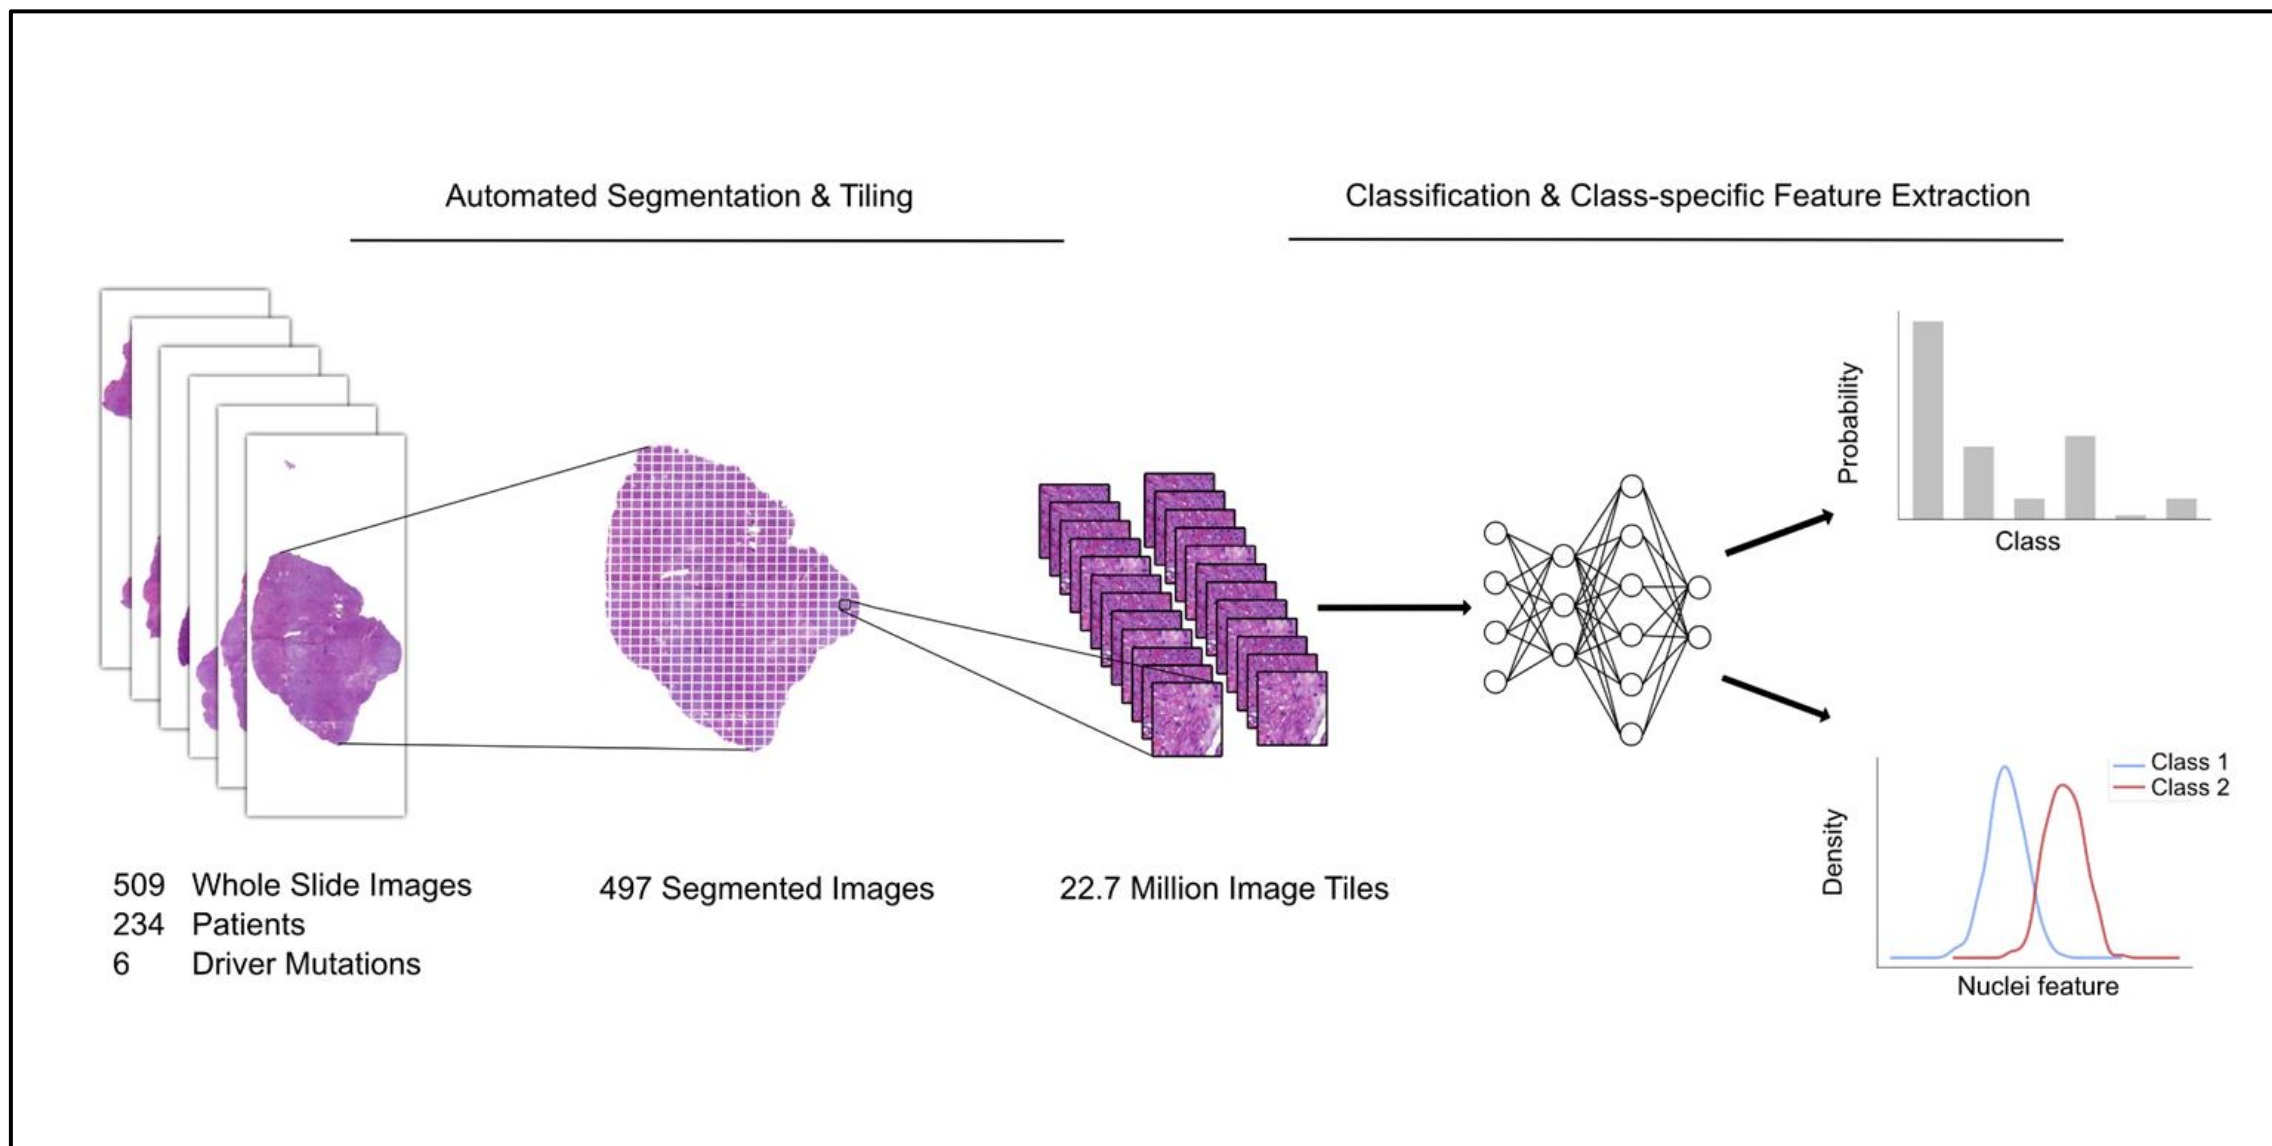 Automated Segmentation & Tiling
Classification & Class-specific Feature Extraction
Probability
Class
Class 1
Class 2
Density
Nuclei feature
509 Whole Slide Images
234 Patients
6 Driver Mutations
497 Segmented Images
22.7 Million Image Tiles